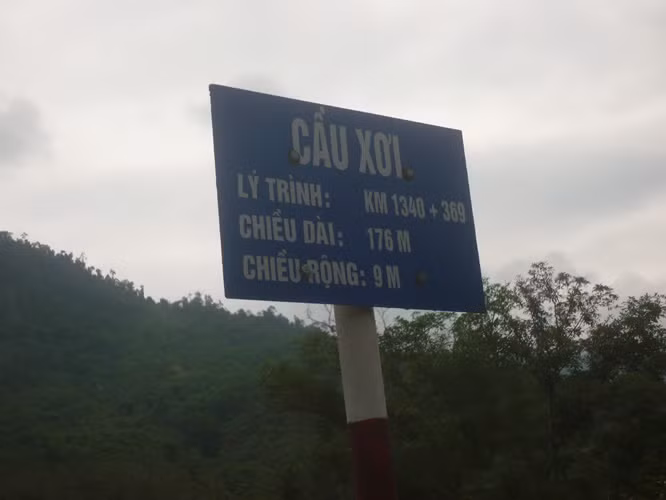 CẦU XƠI
LÝ TRÌNH: KM 1340 + 369
CHIỀU DÀI: 176 M
CHIỀU RỘNG: 9 M